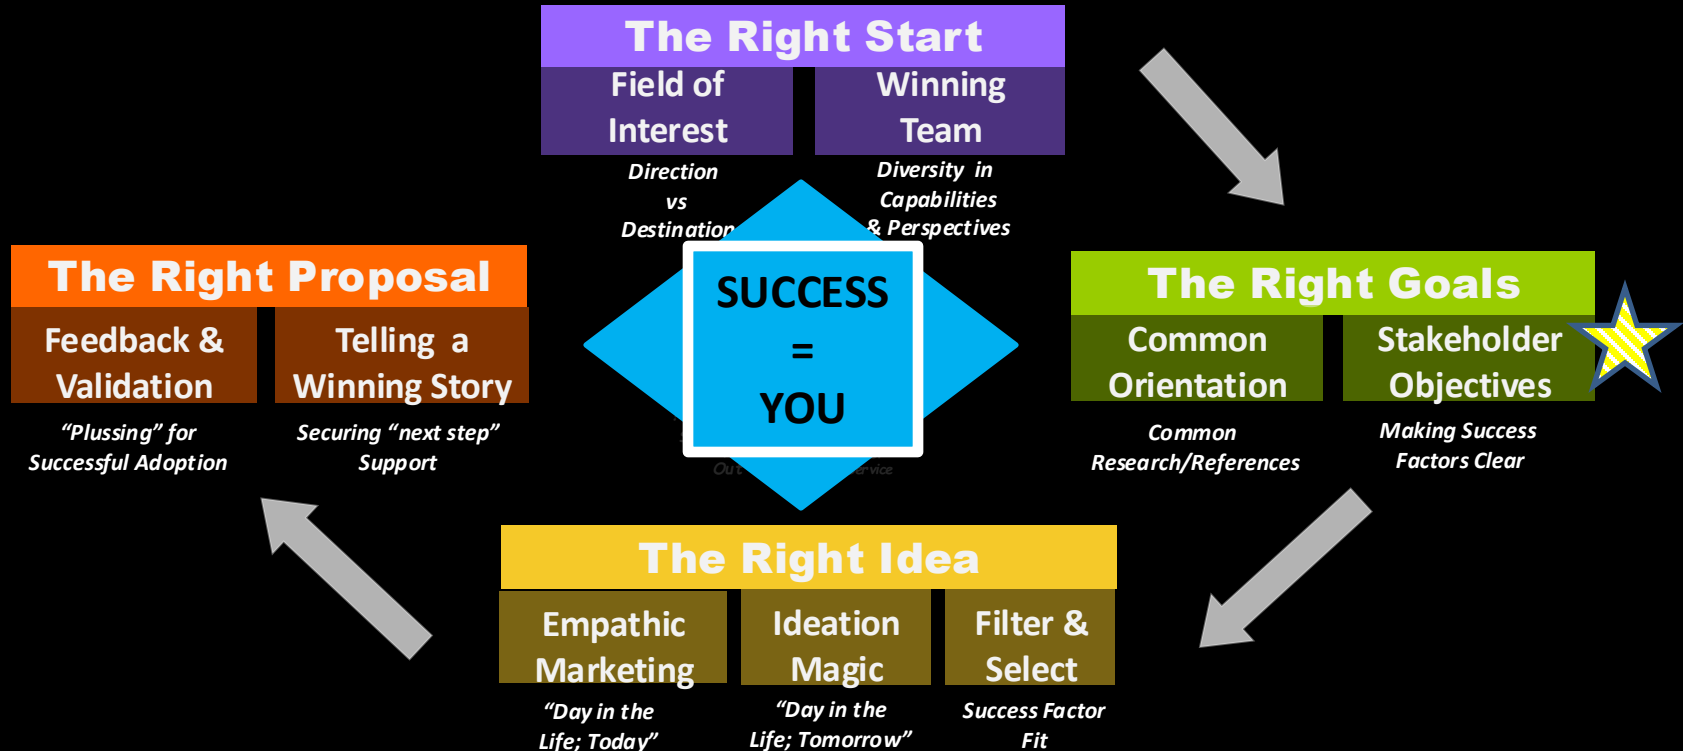 The Right Start
Field of
Interest
Winning
Team
Direction
vs
Destination
Diversity in
Capabilities
& Perspectives
The Right Proposal
Feedback &
Validation
Telling a
Winning Story
“Plussing” for
Successful Adoption
Securing “next step”
Support
SUCCESS
=
YOU
The Right Goals
Common
Orientation
Stakeholder
Objectives
Common
Research/References
Making Success
Factors Clear
The Right Idea
Empathic
Marketing
Ideation
Magic
Filter &
Select
“Day in the
Life; Today”
“Day in the
Life; Tomorrow”
Success Factor
Fit